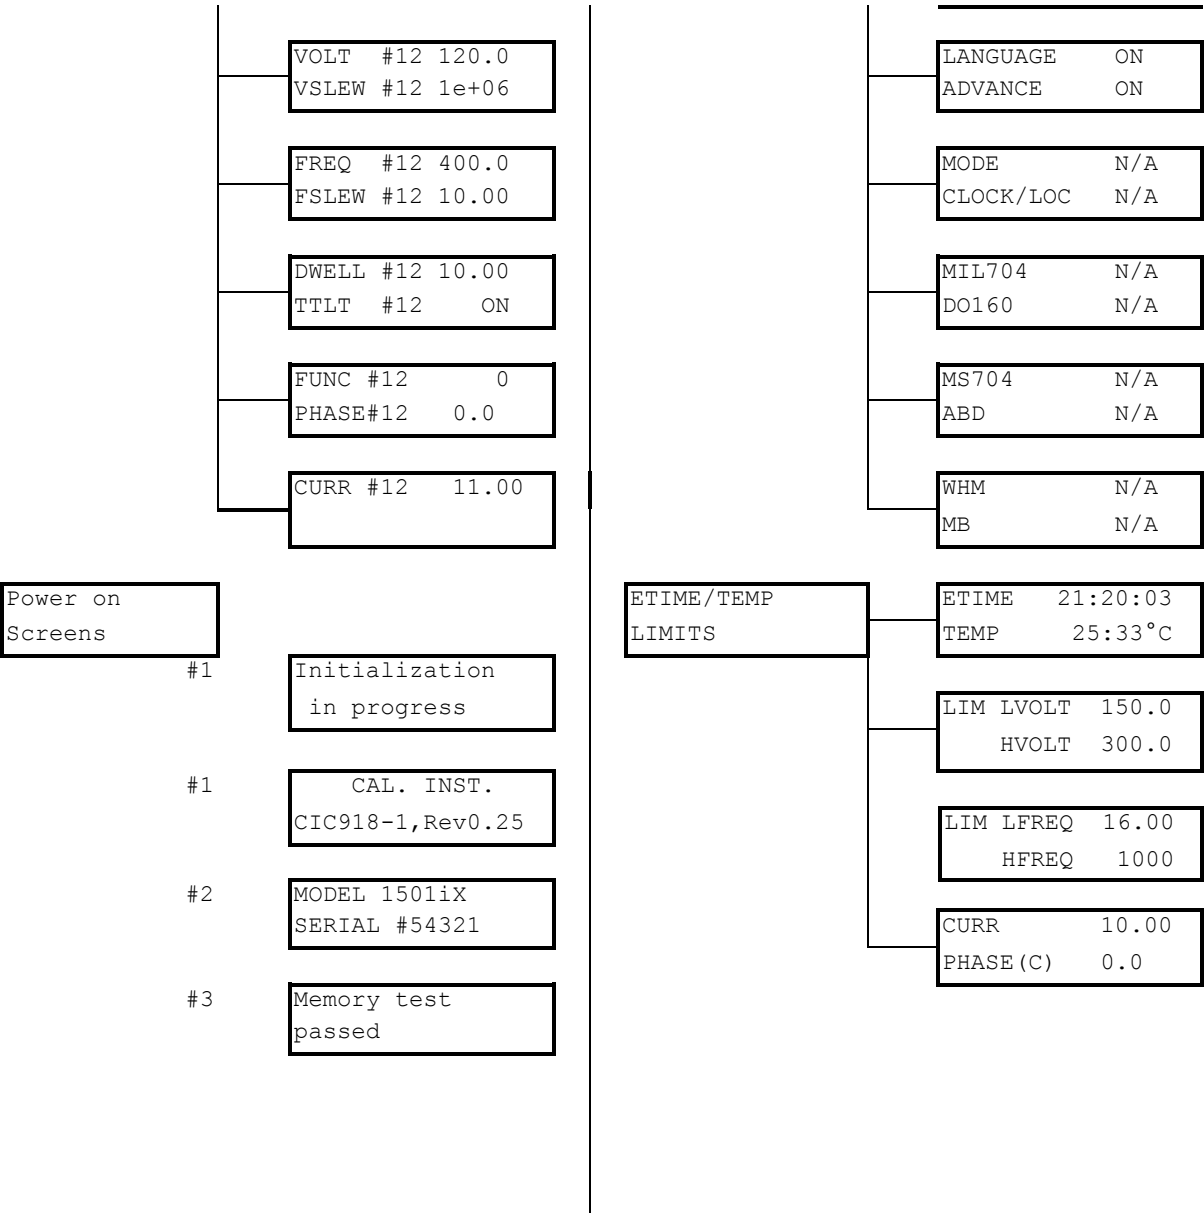 VOLT #12 120.0
VSLEW #12 1e+06
FREQ #12 400.0
FSLEW #12 10.00
DWELL #12 10.00
TTLT #12 ON
FUNC #12 0
PHASE#12 0.0
CURR #12 11.00
Power on
Screens
#1 Initialization
in progress
#1 CAL. INST.
CIC918-1,Rev0.25
#2 MODEL 1501iX
SERIAL #54321
#3 Memory test
passed
LANGUAGE ON
ADVANCE ON
MODE N/A
CLOCK/LOC N/A
MIL704 N/A
DO160 N/A
MS704 N/A
ABD N/A
WHM N/A
MB N/A
ETIME/TEMP
LIMITS
ETIME 21:20:03
TEMP 25:33°C
LIM LVOLT 150.0
HVOLT 300.0
LIM LFREQ 16.00
HFREQ 1000
CURR 10.00
PHASE(C) 0.0